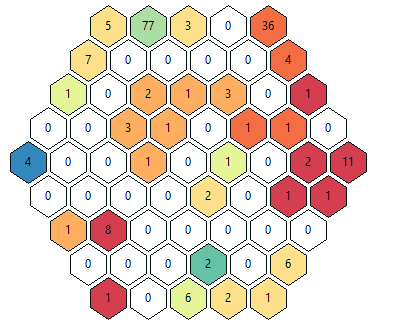 5 77 3 0 36
7 0 0 0 0 4
1 0 2 1 3 0 1
0 0 3 1 0 1 1 0
4 0 0 1 0 1 0 2 11
0 0 0 0 2 0 1 1
1 8 0 0 0 0 0
0 0 0 2 0 6
1 0 6 2 1